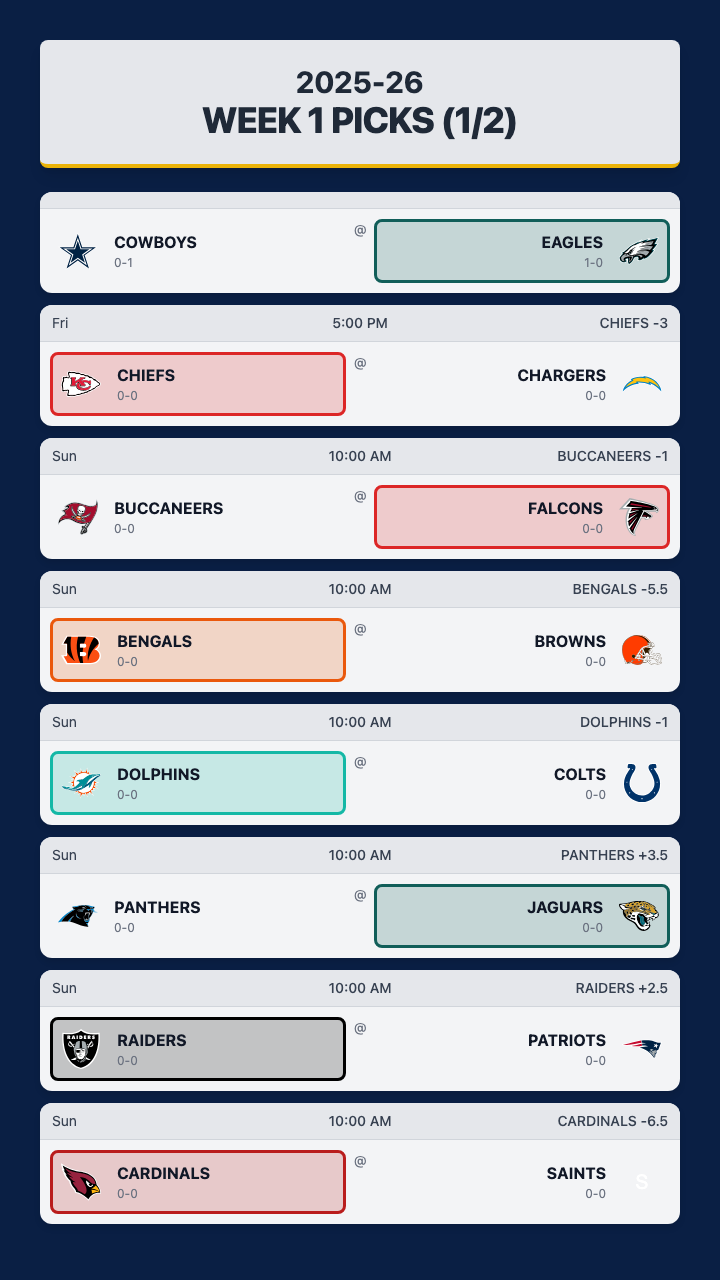 2025-26
WEEK 1 PICKS (1/2)
COWBOYS @ EAGLES
0-1 1-0
Fri 5:00 PM CHIEFS -3
CHIEFS @ CHARGERS
0-0 0-0
Sun 10:00 AM BUCCANEERS -1
BUCCANEERS @ FALCONS
0-0 0-0
Sun 10:00 AM BENGALS -5.5
BENGALS @ BROWNS
0-0 0-0
Sun 10:00 AM DOLPHINS -1
DOLPHINS @ COLTS
0-0 0-0
Sun 10:00 AM PANTHERS +3.5
PANTHERS @ JAGUARS
0-0 0-0
Sun 10:00 AM RAIDERS +2.5
RAIDERS RAIDERS @ PATRIOTS
0-0 0-0
Sun 10:00 AM CARDINALS -6.5
CARDINALS @ SAINTS S
0-0 0-0